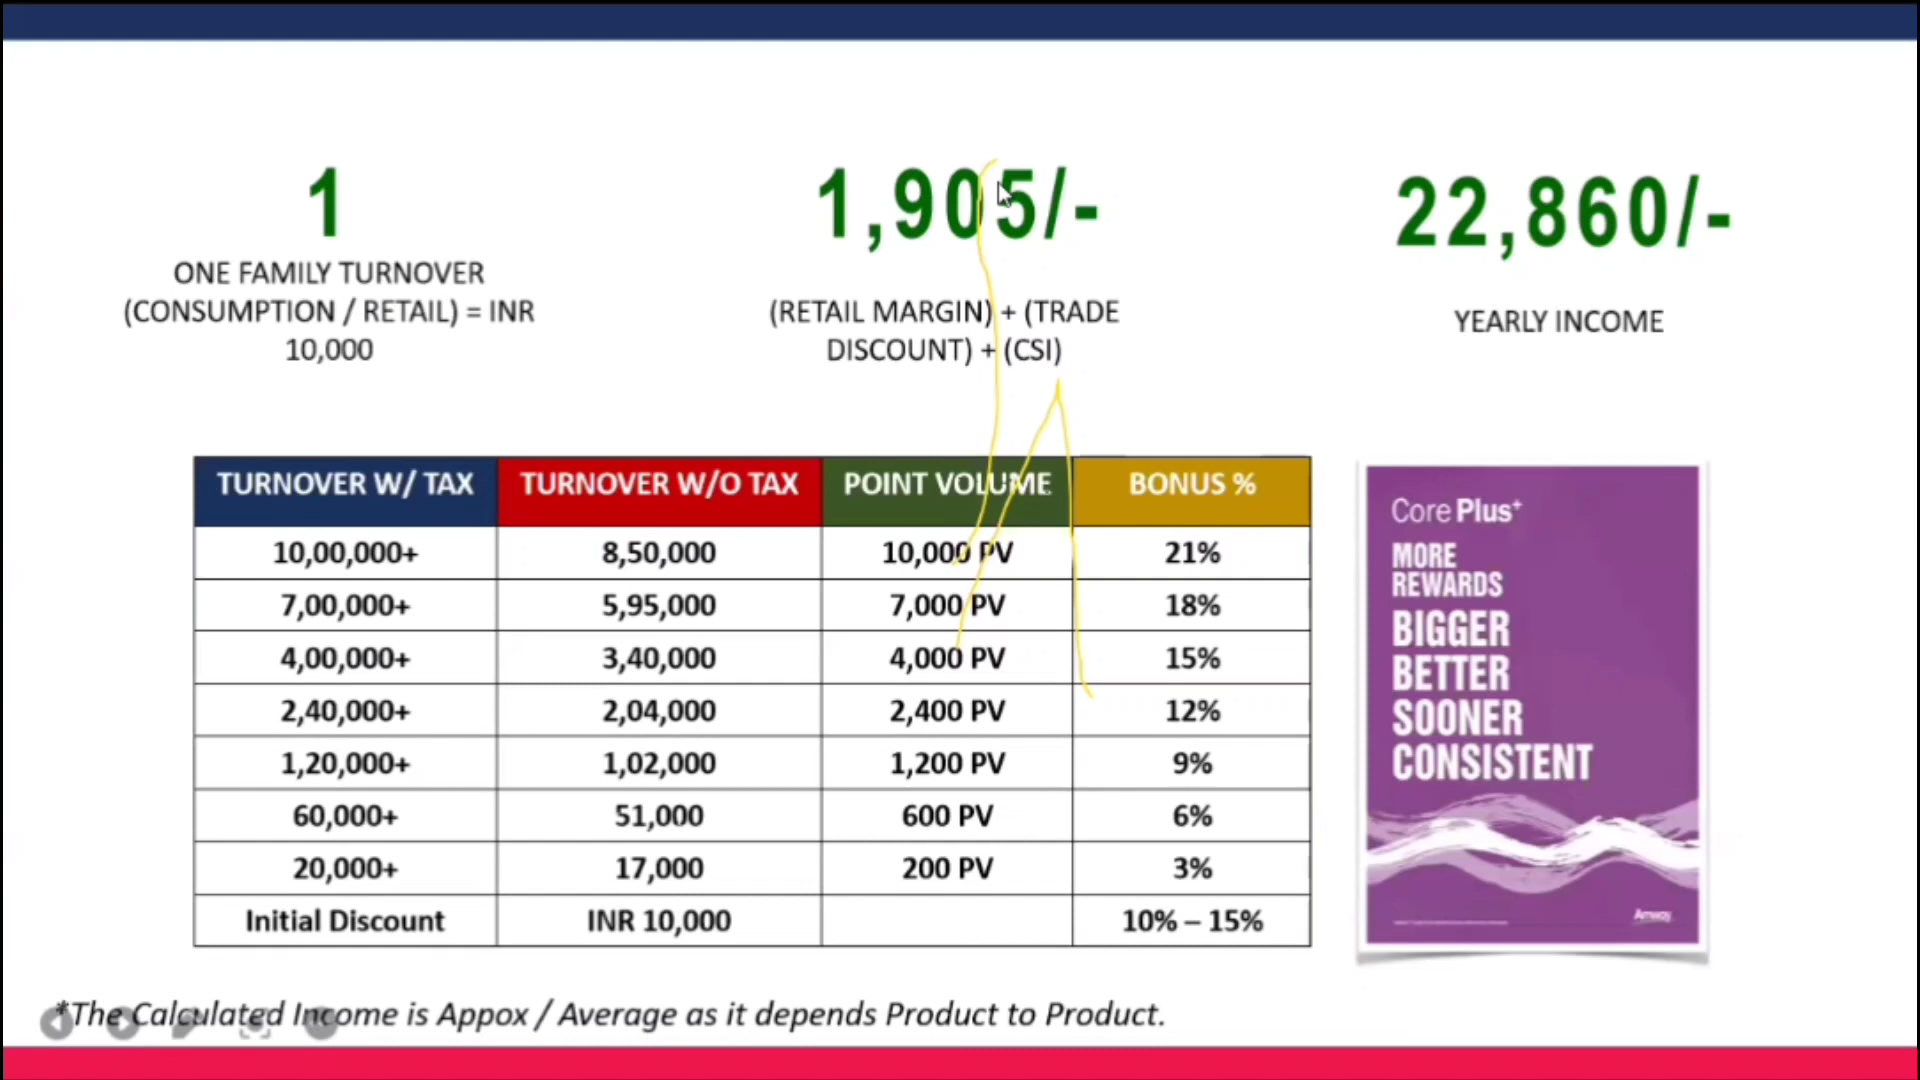 1
ONE FAMILY TURNOVER
(CONSUMPTION / RETAIL) = INR
10,000
1,905/-
(RETAIL MARGIN) + (TRADE
DISCOUNT) + (CSI)
22,860/-
YEARLY INCOME
TURNOVER W/ TAX TURNOVER W/O TAX POINT VOLUME BONUS %
10,00,000+ 8,50,000 10,000 PV 21%
7,00,000+ 5,95,000 7,000 PV 18%
4,00,000+ 3,40,000 4,000 PV 15%
2,40,000+ 2,04,000 2,400 PV 12%
1,20,000+ 1,02,000 1,200 PV 9%
60,000+ 51,000 600 PV 6%
20,000+ 17,000 200 PV 3%
Initial Discount INR 10,000 10% – 15%
Core Plus+
MORE
REWARDS
BIGGER
BETTER
SOONER
CONSISTENT
Amway
*The Calculated Income is Appox / Average as it depends Product to Product.